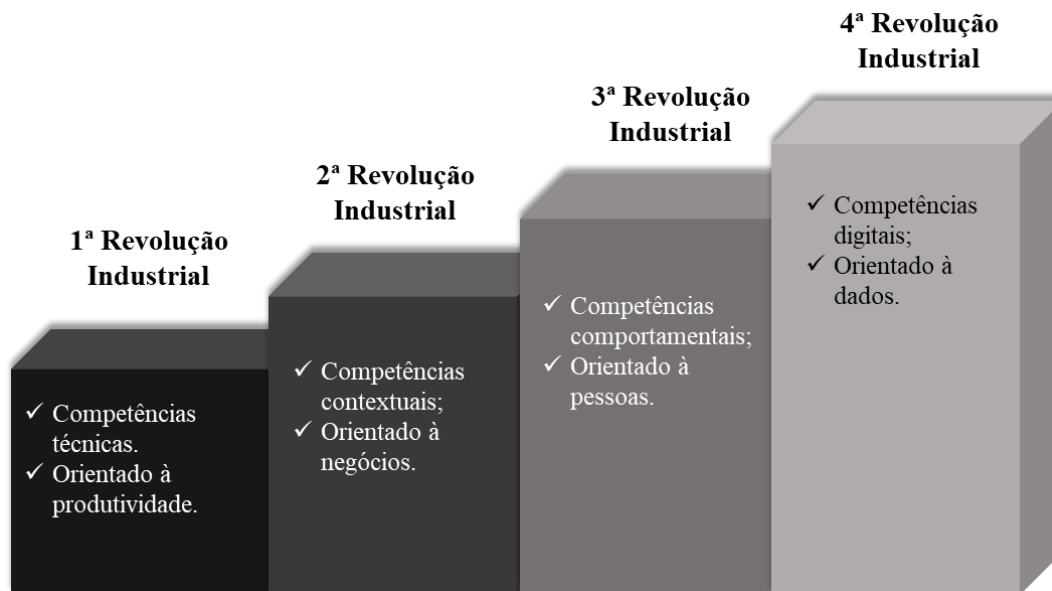 1ª Revolução
Industrial
✓ Competências
técnicas.
✓ Orientado à
produtividade.
2ª Revolução
Industrial
✓ Competências
contextuais;
✓ Orientado à
negócios.
3ª Revolução
Industrial
✓ Competências
comportamentais;
✓ Orientado à
pessoas.
4ª Revolução
Industrial
✓ Competências
digitais;
✓ Orientado à
dados.